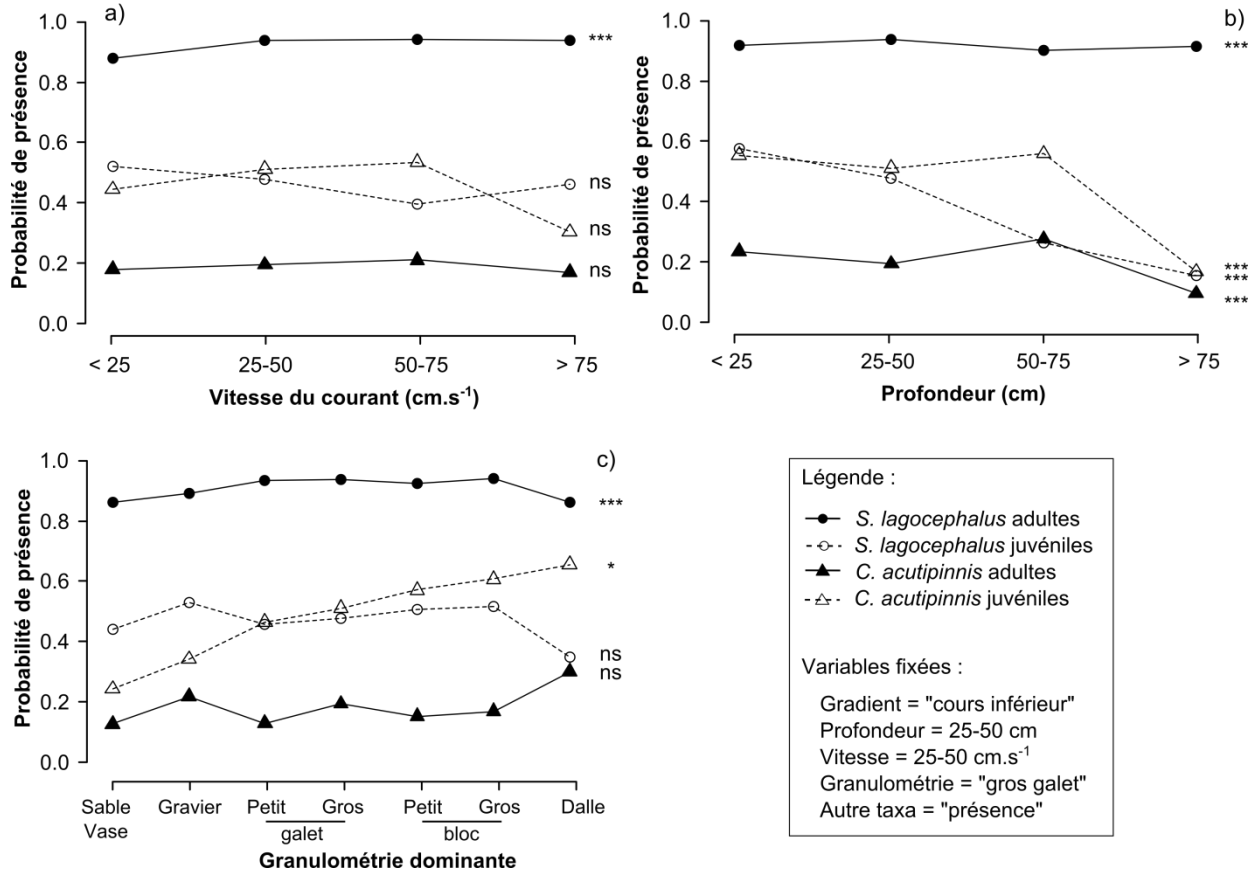 a)
1.0
0.8
0.6
0.4
0.2
0.0
Probabilité de présence
***
ns
ns
ns
< 25
25-50
50-75
> 75
Vitesse du courant (cm.s⁻¹)
b)
1.0
0.8
0.6
0.4
0.2
0.0
Probabilité de présence
***
***
***
***
< 25
25-50
50-75
> 75
Profondeur (cm)
c)
1.0
0.8
0.6
0.4
0.2
0.0
Probabilité de présence
***
*
ns
ns
Sable Vase
Gravier
Petit
Gros
Petit
Gros
Dalle
galet
bloc
Granulométrie dominante
Légende :
S. lagocephalus adultes
S. lagocephalus juvéniles
C. acutipinnis adultes
C. acutipinnis juvéniles
Variables fixées :
Gradient = "cours inférieur"
Profondeur = 25-50 cm
Vitesse = 25-50 cm.s⁻¹
Granulométrie = "gros galet"
Autre taxa = "présence"